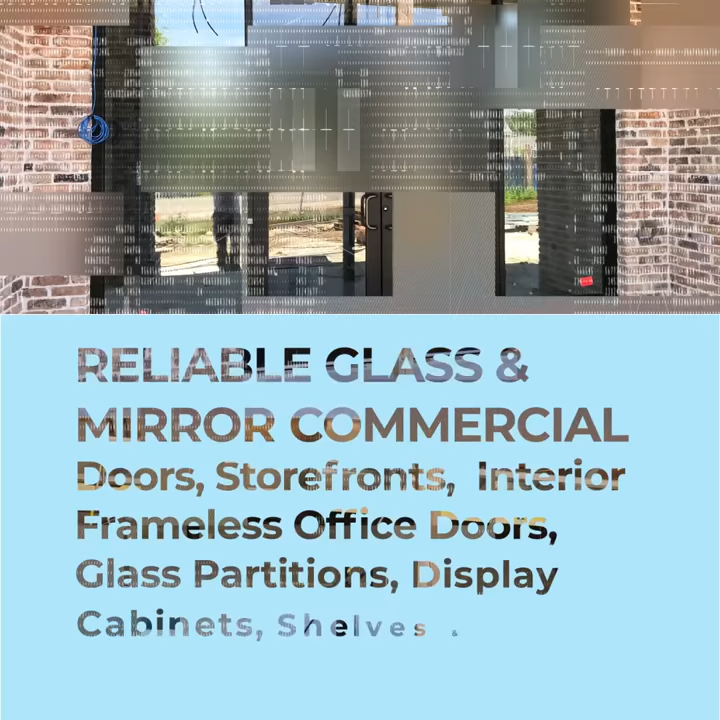 RELIABLE GLASS &
MIRROR COMMERCIAL
Doors, Storefronts, Interior
Frameless Office Doors,
Glass Partitions, Display
Cabinets, Shelves &